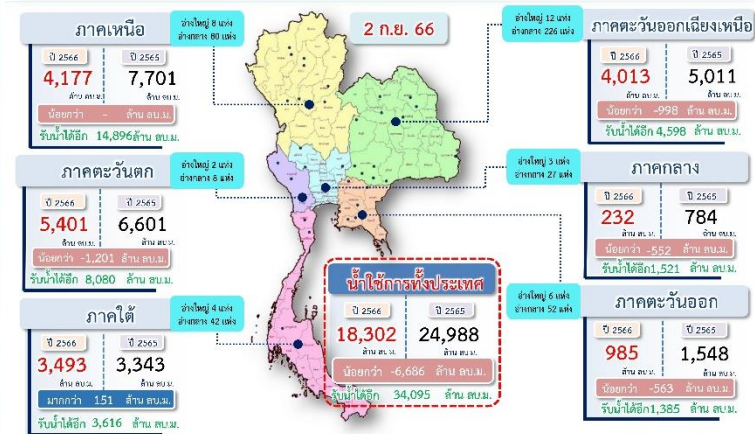 2 ก.ย. 66
ภาคเหนือ
อ่างใหญ่ 8 แห่ง
อ่างกลาง 80 แห่ง
ปี 2566 ปี 2565
4,177 7,701
ล้าน ลบ.ม. ล้าน ลบ.ม.
น้อยกว่า - ล้าน ลบ.ม.
รับน้ำได้อีก 14,896 ล้าน ลบ.ม.
ภาคตะวันตก
อ่างใหญ่ 2 แห่ง
อ่างกลาง 8 แห่ง
ปี 2566 ปี 2565
5,401 6,601
ล้าน ลบ.ม. ล้าน ลบ.ม.
น้อยกว่า -1,201 ล้าน ลบ.ม.
รับน้ำได้อีก 8,080 ล้าน ลบ.ม.
ภาคใต้
อ่างใหญ่ 4 แห่ง
อ่างกลาง 42 แห่ง
ปี 2566 ปี 2565
3,493 3,343
ล้าน ลบ.ม. ล้าน ลบ.ม.
มากกว่า 151 ล้าน ลบ.ม.
รับน้ำได้อีก 3,616 ล้าน ลบ.ม.
น้ำใช้การทั้งประเทศ
ปี 2566 ปี 2565
18,302 24,988
ล้าน ลบ.ม. ล้าน ลบ.ม.
น้อยกว่า -6,686 ล้าน ลบ.ม.
รับน้ำได้อีก 34,095 ล้าน ลบ.ม.
อ่างใหญ่ 12 แห่ง
อ่างกลาง 226 แห่ง
ภาคตะวันออกเฉียงเหนือ
ปี 2566 ปี 2565
4,013 5,011
ล้าน ลบ.ม. ล้าน ลบ.ม.
น้อยกว่า -998 ล้าน ลบ.ม.
รับน้ำได้อีก 4,598 ล้าน ลบ.ม.
อ่างใหญ่ 3 แห่ง
อ่างกลาง 27 แห่ง
ภาคกลาง
ปี 2566 ปี 2565
232 784
ล้าน ลบ.ม. ล้าน ลบ.ม.
น้อยกว่า -552 ล้าน ลบ.ม.
รับน้ำได้อีก1,521 ล้าน ลบ.ม.
อ่างใหญ่ 6 แห่ง
อ่างกลาง 52 แห่ง
ภาคตะวันออก
ปี 2566 ปี 2565
985 1,548
ล้าน ลบ.ม. ล้าน ลบ.ม.
น้อยกว่า -563 ล้าน ลบ.ม.
รับน้ำได้อีก1,385 ล้าน ลบ.ม.